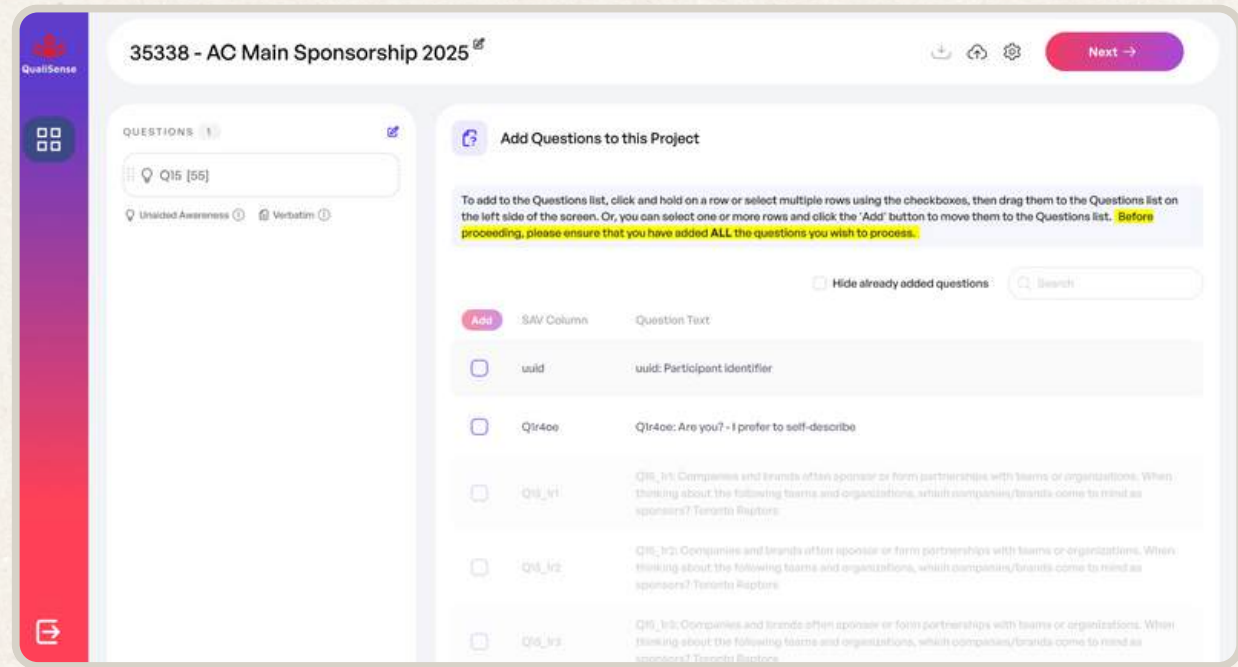 QualiSense
35338 - AC Main Sponsorship 2025
Next →
QUESTIONS 1
Q15 [55]
Unaided Awareness
Verbatim
Add Questions to this Project
To add to the Questions list, click and hold on a row or select multiple rows using the checkboxes, then drag them to the Questions list on
the left side of the screen. Or, you can select one or more rows and click the 'Add' button to move them to the Questions list. Before
proceeding, please ensure that you have added ALL the questions you wish to process.
Hide already added questions
Search
Add SAV Column Question Text
uuid uuid: Participant identifier
Q1r4oe Q1r4oe: Are you? - I prefer to self-describe
Q15_lr1: Companies and brands often sponsor or form partnerships with teams or organizations. When
Q15_lr1 thinking about the following teams and organizations, which companies/brands come to mind as
sponsors? Toronto Raptors
Q15_lr2: Companies and brands often sponsor or form partnerships with teams or organizations. When
Q15_lr2 thinking about the following teams and organizations, which companies/brands come to mind as
sponsors? Toronto Raptors
Q15_lr3: Companies and brands often sponsor or form partnerships with teams or organizations. When
Q15_lr3 thinking about the following teams and organizations, which companies/brands come to mind as
sponsors? Toronto Raptors